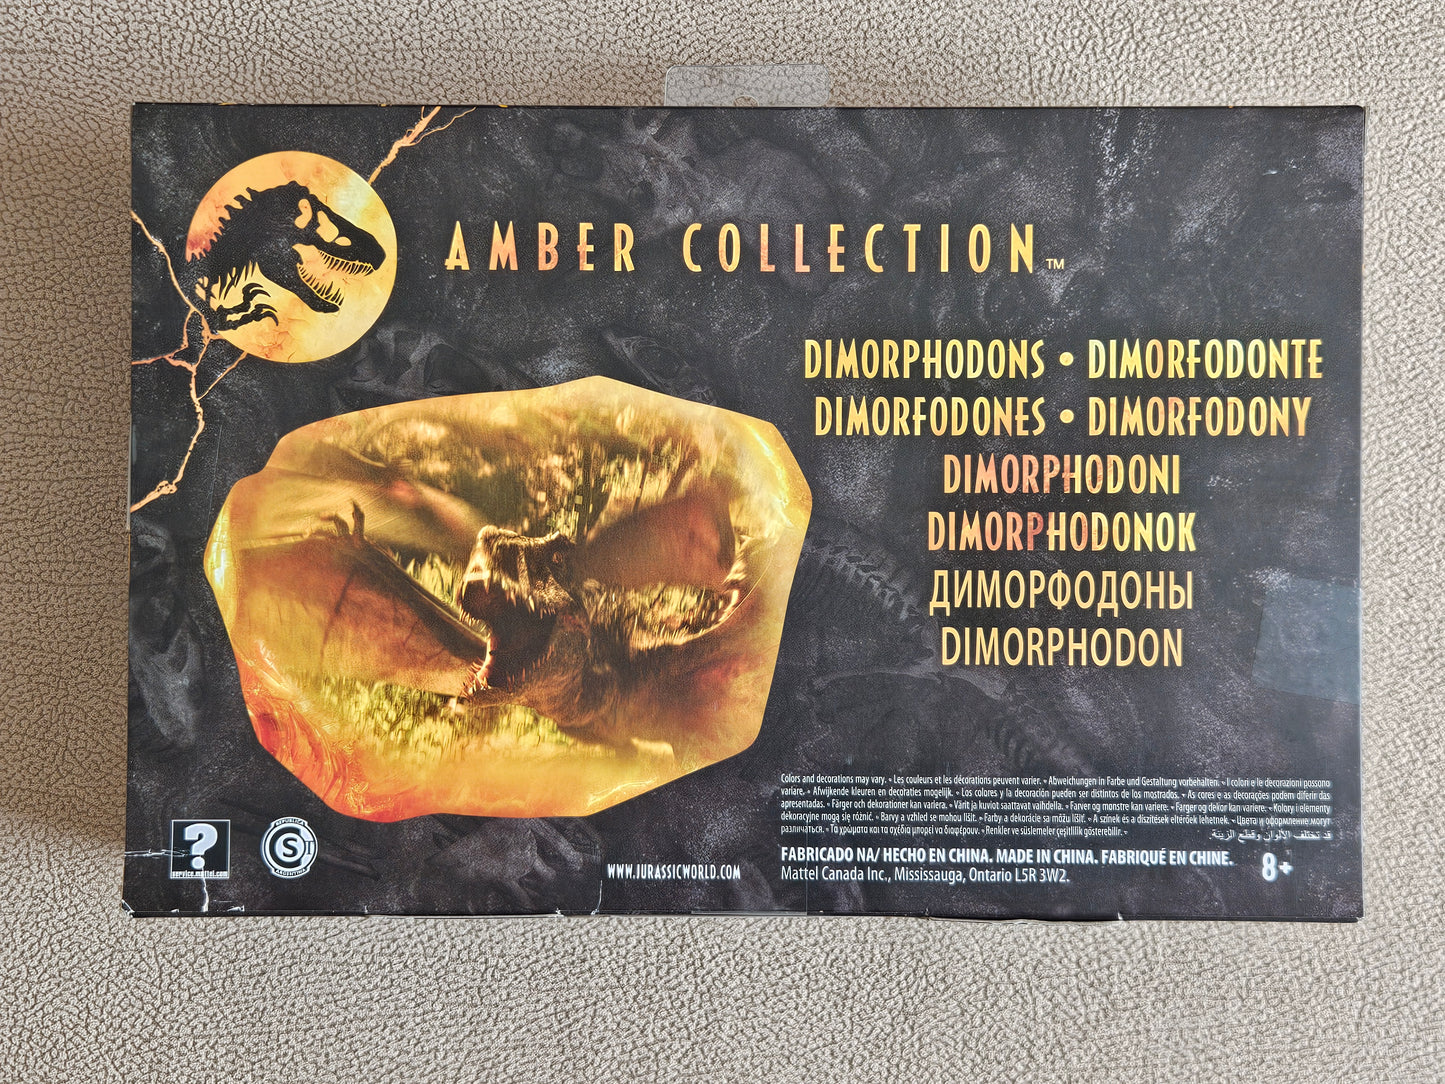 AMBER COLLECTION™
DIMORPHODONS • DIMORFODONTE
DIMORFODONES • DIMORFODONY
DIMORPHODONI
DIMORPHODONOK
ДИМОРФОДОНЫ
DIMORPHODON
Colors and decorations may vary. • Les couleurs et les décorations peuvent varier. • Abweichungen in Farbe und Gestaltung vorbehalten. • I colori e le decorazioni possono
variare. • Afwijkende kleuren en decoraties mogelijk. • Los colores y la decoración pueden ser distintos de los mostrados. • As cores e as decorações podem diferir das
apresentadas. • Färger och dekorationer kan variera. • Värit ja kuviot saattavat vaihdella. • Farver og mønstre kan variere. • Farger og dekor kan variere. • Kolory i elementy
dekoracyjne mogą się różnić. • Barvy a vzhled se mohou lišit. • Farby a dekorácie sa môžu líšiť. • A színek és a díszítések eltérőek lehetnek. • Цвета и оформление могут
различаться. • Τα χρώματα και τα σχέδια μπορεί να διαφέρουν. • Renkler ve süslemeler çeşitlilik gösterebilir. •
قد تختلف الألوان وقطع الزينة.
FABRICADO NA/ HECHO EN CHINA. MADE IN CHINA. FABRIQUÉ EN CHINE.
Mattel Canada Inc., Mississauga, Ontario L5R 3W2.
8+
WWW.JURASSICWORLD.COM
?
service.mattel.com
REPUBLICA
S I
ARGENTINA